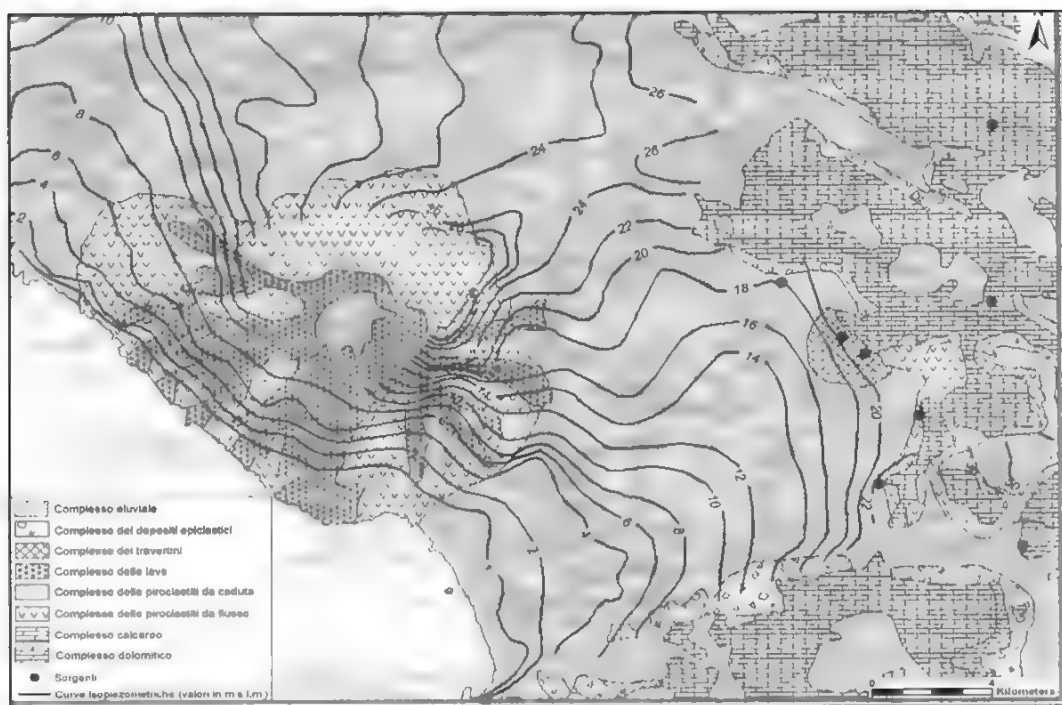 10
8
6
4
2
26
24
26
24
22
20
18
16
14
20
2
10
8
6
4
2
4
12
Complesso eluviale
Complesso dei depositi epiclastici
Complesso dei travertini
Complesso delle lave
Complesso delle piroclastiti da caduta
Complesso delle piroclastiti da flusso
Complesso calcareo
Complesso dolomitico
Sorgenti
Curve Isopiezometriche (valori in m s l.m)
0 4
Kilometers